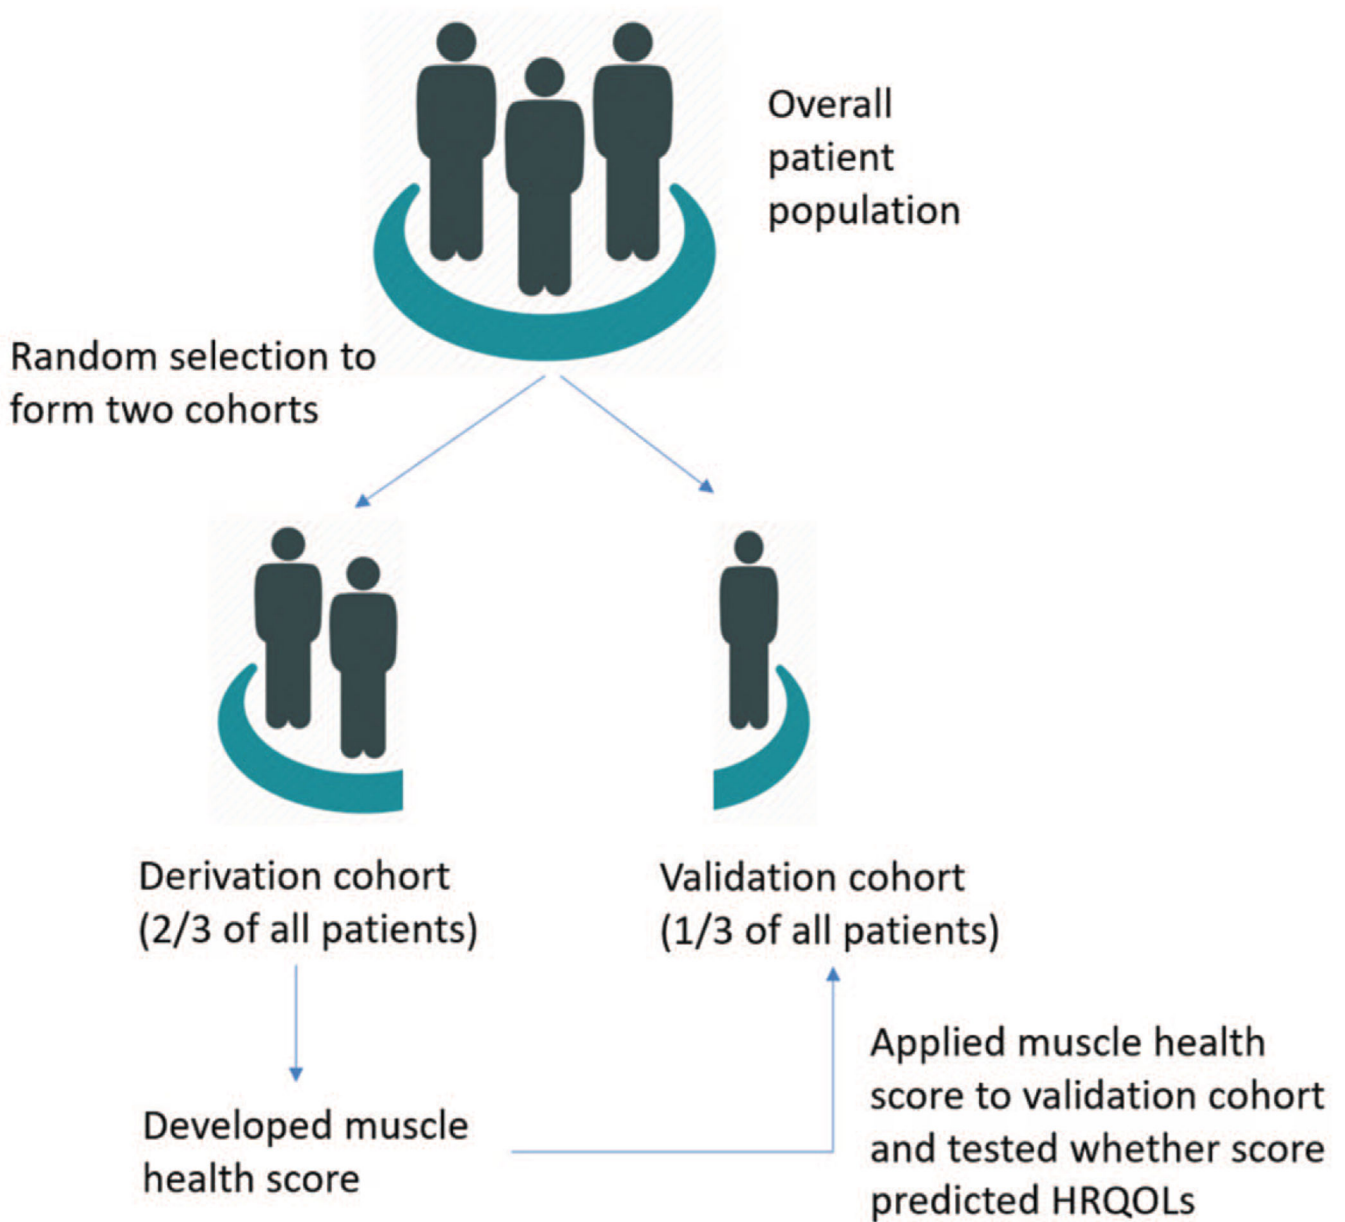 Overall
patient
population
Random selection to
form two cohorts
Derivation cohort
(2/3 of all patients)
Validation cohort
(1/3 of all patients)
Developed muscle
health score
Applied muscle health
score to validation cohort
and tested whether score
predicted HRQOLs